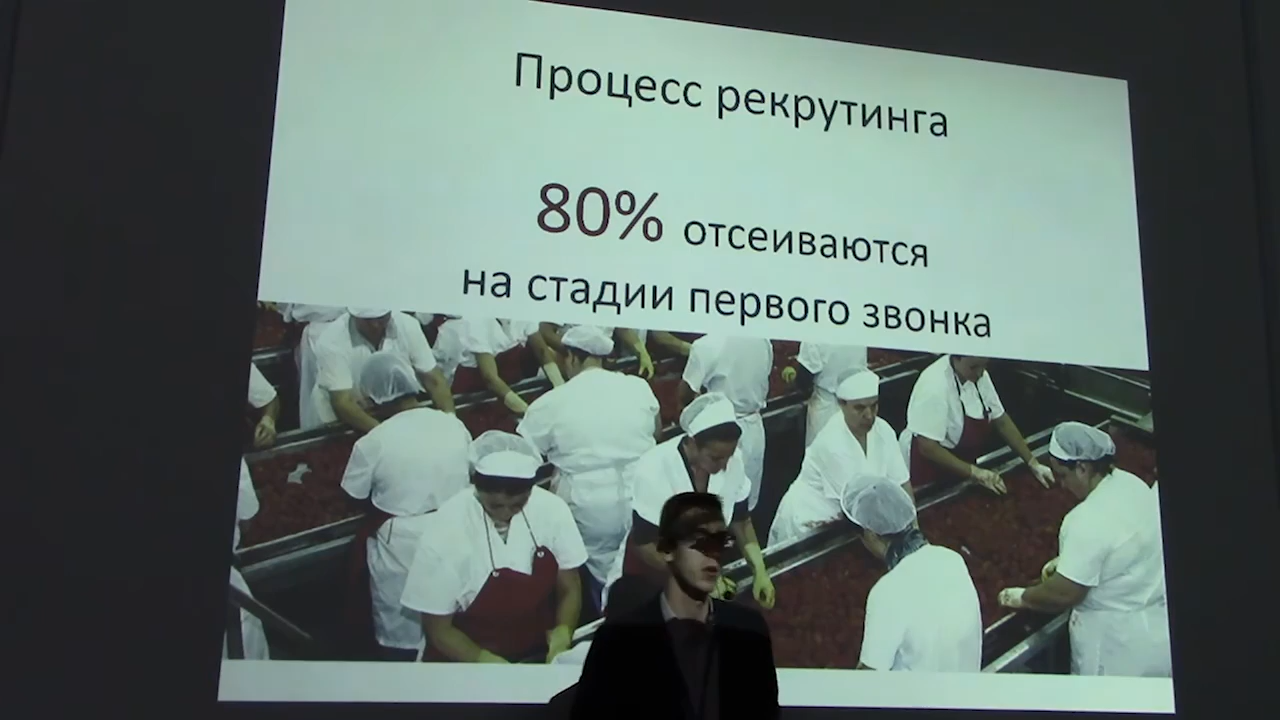 Процесс рекрутинга
80% отсеиваются
на стадии первого звонка